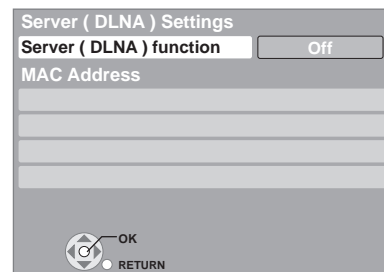 Server ( DLNA ) Settings
Server ( DLNA ) function Off
MAC Address
OK
RETURN